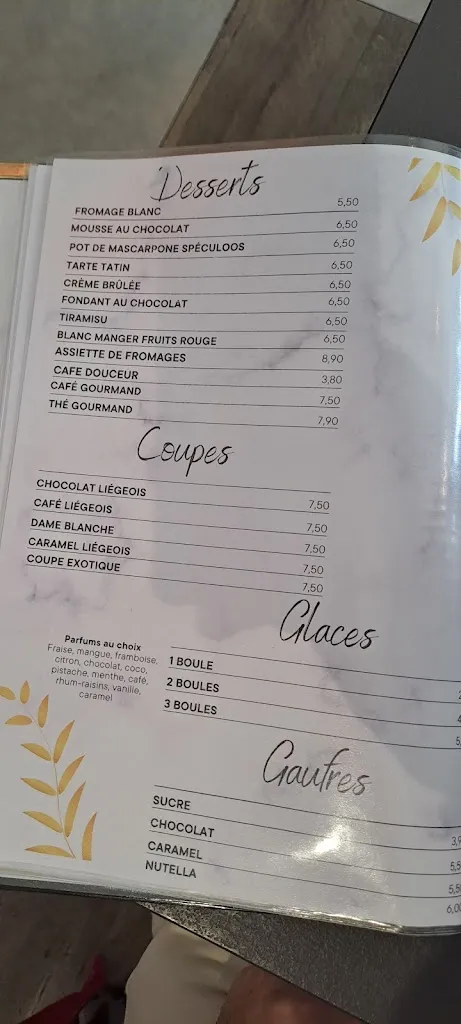 Desserts
FROMAGE BLANC 5,50
MOUSSE AU CHOCOLAT 6,50
POT DE MASCARPONE SPÉCULOOS 6,50
TARTE TATIN 6,50
CRÈME BRÛLÉE 6,50
FONDANT AU CHOCOLAT 6,50
TIRAMISU 6,50
BLANC MANGER FRUITS ROUGE 6,50
ASSIETTE DE FROMAGES 8,90
CAFE DOUCEUR 3,80
CAFÉ GOURMAND 7,50
THÉ GOURMAND 7,90
Coupes
CHOCOLAT LIÉGEOIS 7,50
CAFÉ LIÉGEOIS 7,50
DAME BLANCHE 7,50
CARAMEL LIÉGEOIS 7,50
COUPE EXOTIQUE 7,50
Glaces
Parfums au choix
Fraise, mangue, framboise,
citron, chocolat, coco,
pistache, menthe, café,
rhum-raisins, vanille,
caramel
1 BOULE
2 BOULES
3 BOULES
Gaufres
SUCRE 3,9
CHOCOLAT 5,5
CARAMEL 5,5
NUTELLA 6,0